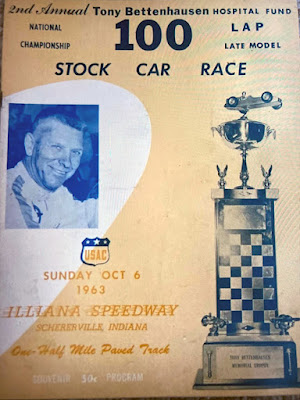 2nd Annual Tony Bettenhausen HOSPITAL FUND
NATIONAL CHAMPIONSHIP 100 LAP LATE MODEL
STOCK CAR RACE
USAC
SUNDAY OCT 6
1963
ILLIANA SPEEDWAY
SCHERERVILLE, INDIANA
One-Half Mile Paved Track
SOUVENIR 50c PROGRAM
TONY BETTENHAUSEN
MEMORIAL TROPHY